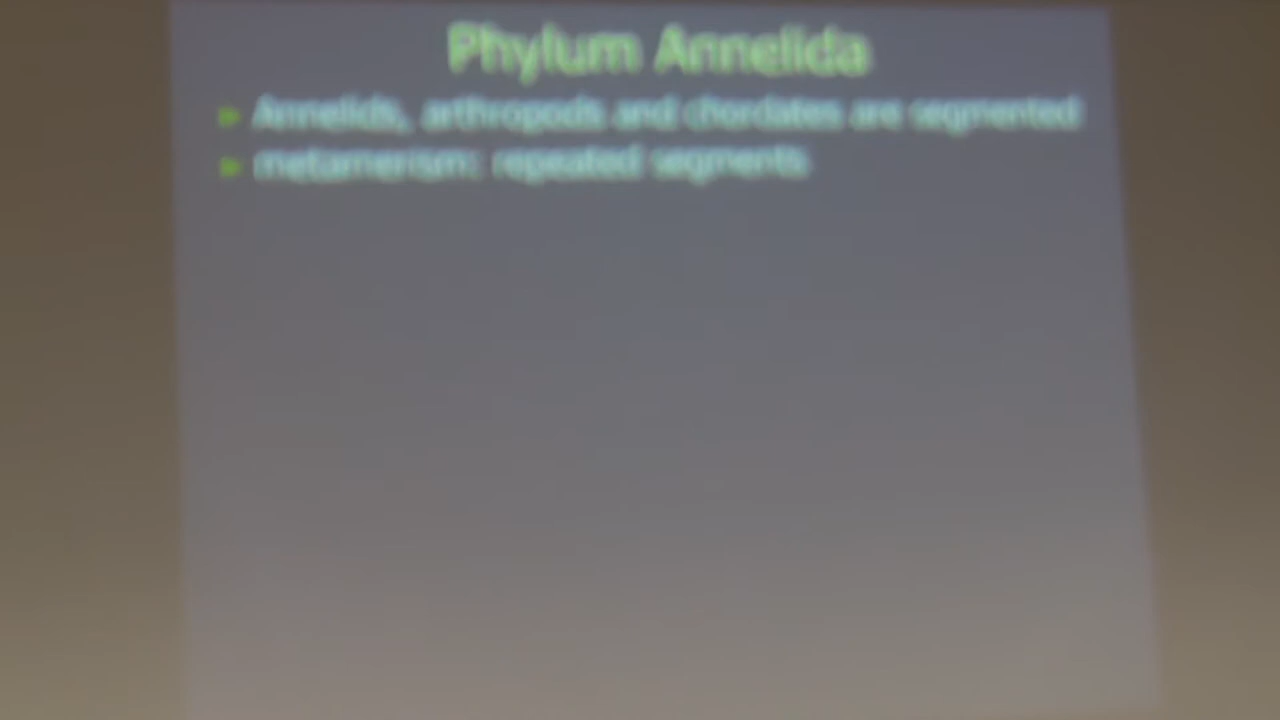 Phylum Annelida
Annelids, arthropods and chordates are segmented
metamerism: repeated segments